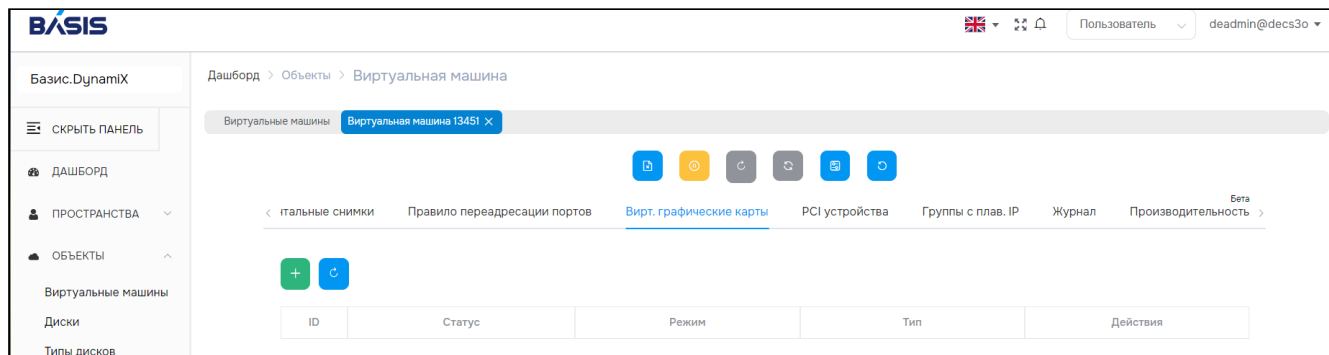 BASIS
Пользователь
deadmin@decs3o
Базис.DynamiX
Дашборд > Объекты > Виртуальная машина
Виртуальные машины
Виртуальная машина 13451
СКРЫТЬ ПАНЕЛЬ
ДАШБОРД
ПРОСТРАНСТВА
ОБЪЕКТЫ
Виртуальные машины
Диски
Типы дисков
нтальные снимки
Правило переадресации портов
Вирт. графические карты
PCI устройства
Группы с плав. IP
Журнал
Бета
Производительность
ID
Статус
Режим
Тип
Действия